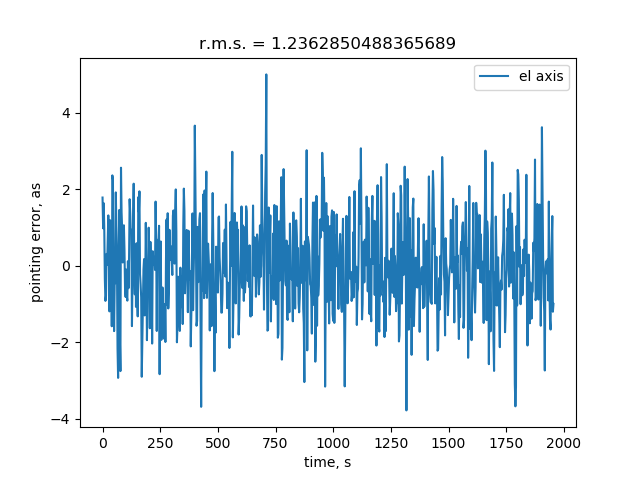 r.m.s. = 1.2362850488365689
el axis
pointing error, as
4
2
0
−2
−4
0 250 500 750 1000 1250 1500 1750 2000
time, s